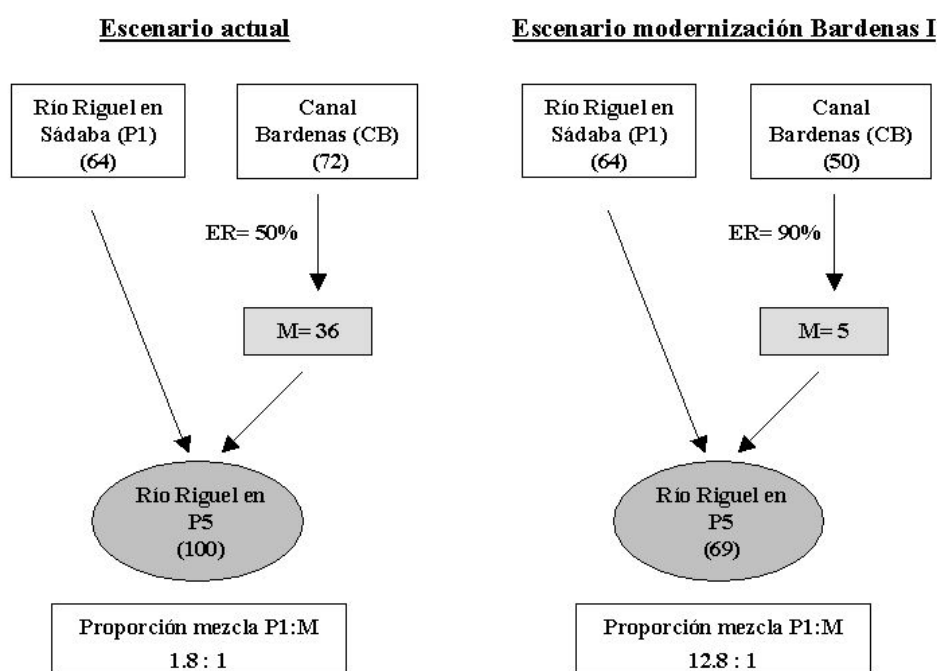 Escenario actual
Río Riguel en
Sádaba (P1)
(64)
Canal
Bardenas (CB)
(72)
ER= 50%
M= 36
Río Riguel en
P5
(100)
Proporción mezcla P1:M
1.8 : 1
Escenario modernización Bardenas I
Río Riguel en
Sádaba (P1)
(64)
Canal
Bardenas (CB)
(50)
ER= 90%
M= 5
Río Riguel en
P5
(69)
Proporción mezcla P1:M
12.8 : 1